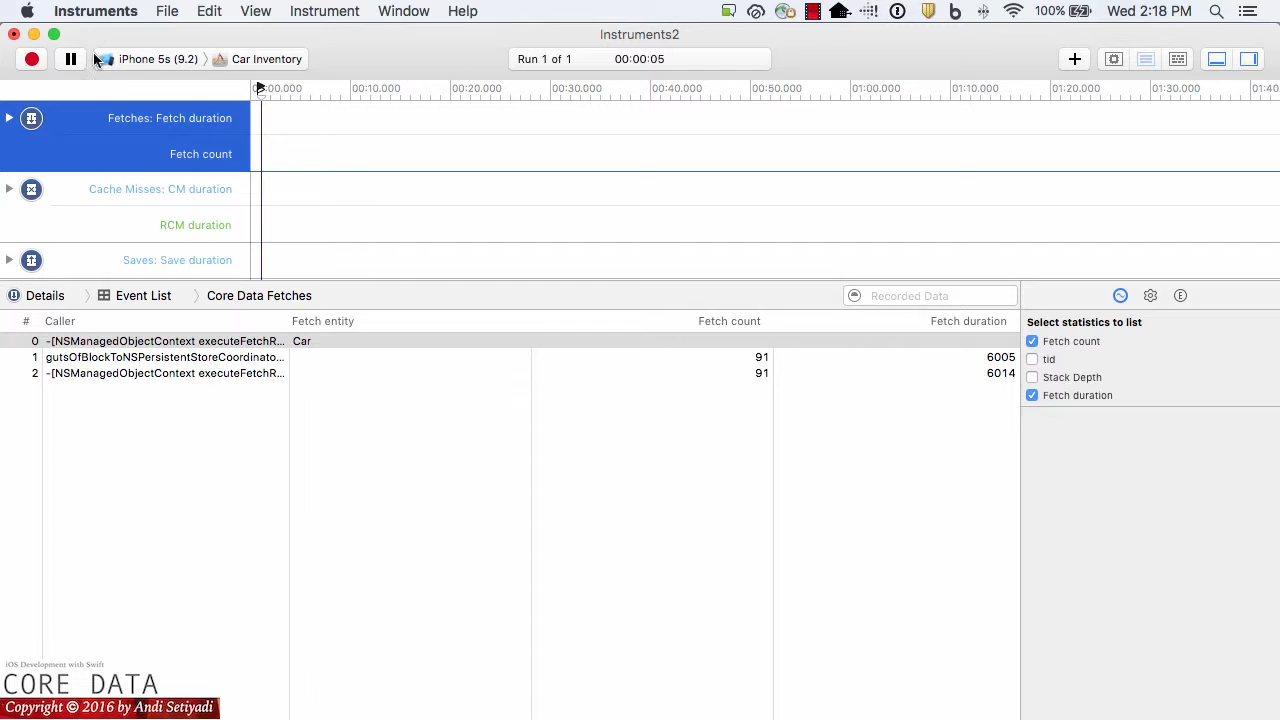 Instruments File Edit View Instrument Window Help 100% Wed 2:18 PM
Instruments2
iPhone 5s (9.2) Car Inventory Run 1 of 1 00:00:05
00:00.000 00:10.000 00:20.000 00:30.000 00:40.000 00:50.000 01:00.000 01:10.000 01:20.000 01:30.000 01:40
Fetches: Fetch duration
Fetch count
Cache Misses: CM duration
RCM duration
Saves: Save duration
Details Event List Core Data Fetches Recorded Data
# Caller Fetch entity Fetch count Fetch duration
0 -[NSManagedObjectContext executeFetchR... Car
1 gutsOfBlockToNSPersistentStoreCoordinato... 91 6005
2 -[NSManagedObjectContext executeFetchR... 91 6014
Select statistics to list
Fetch count
tid
Stack Depth
Fetch duration
iOS Development with Swift
CORE DATA
Copyright © 2016 by Andi Setiyadi